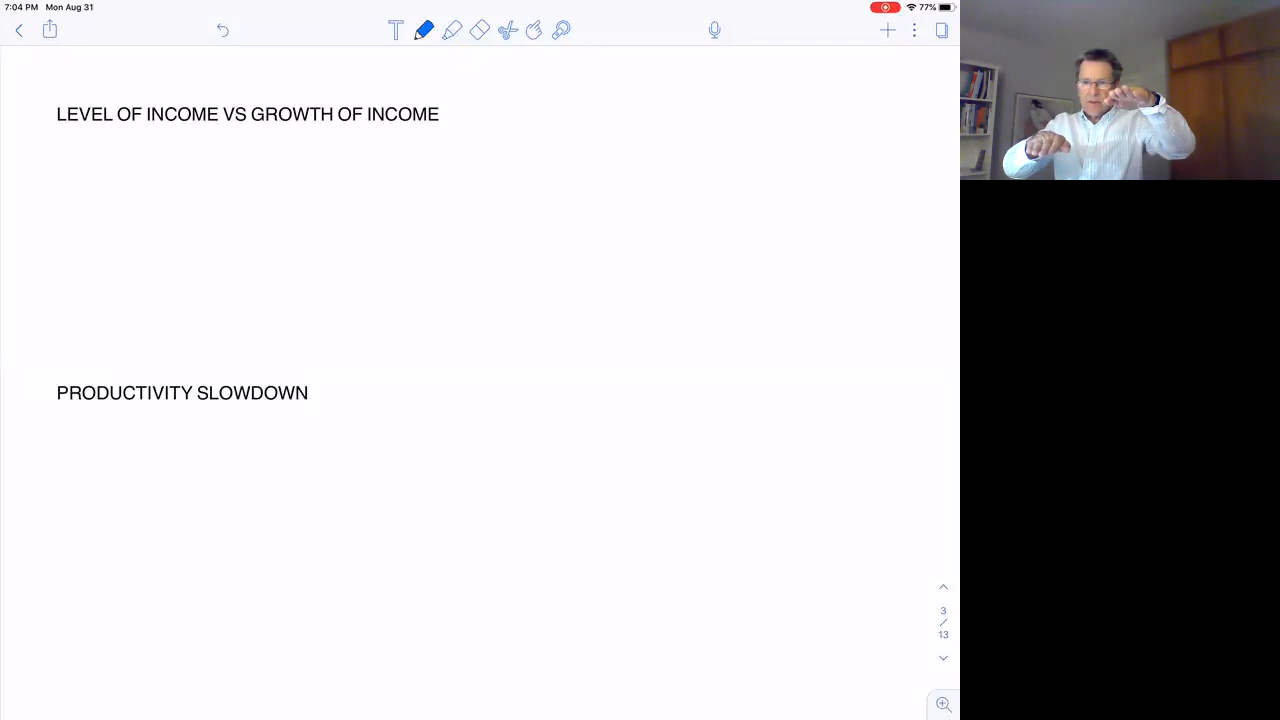 7:04 PM Mon Aug 31
77%
LEVEL OF INCOME VS GROWTH OF INCOME
PRODUCTIVITY SLOWDOWN
3
/
13